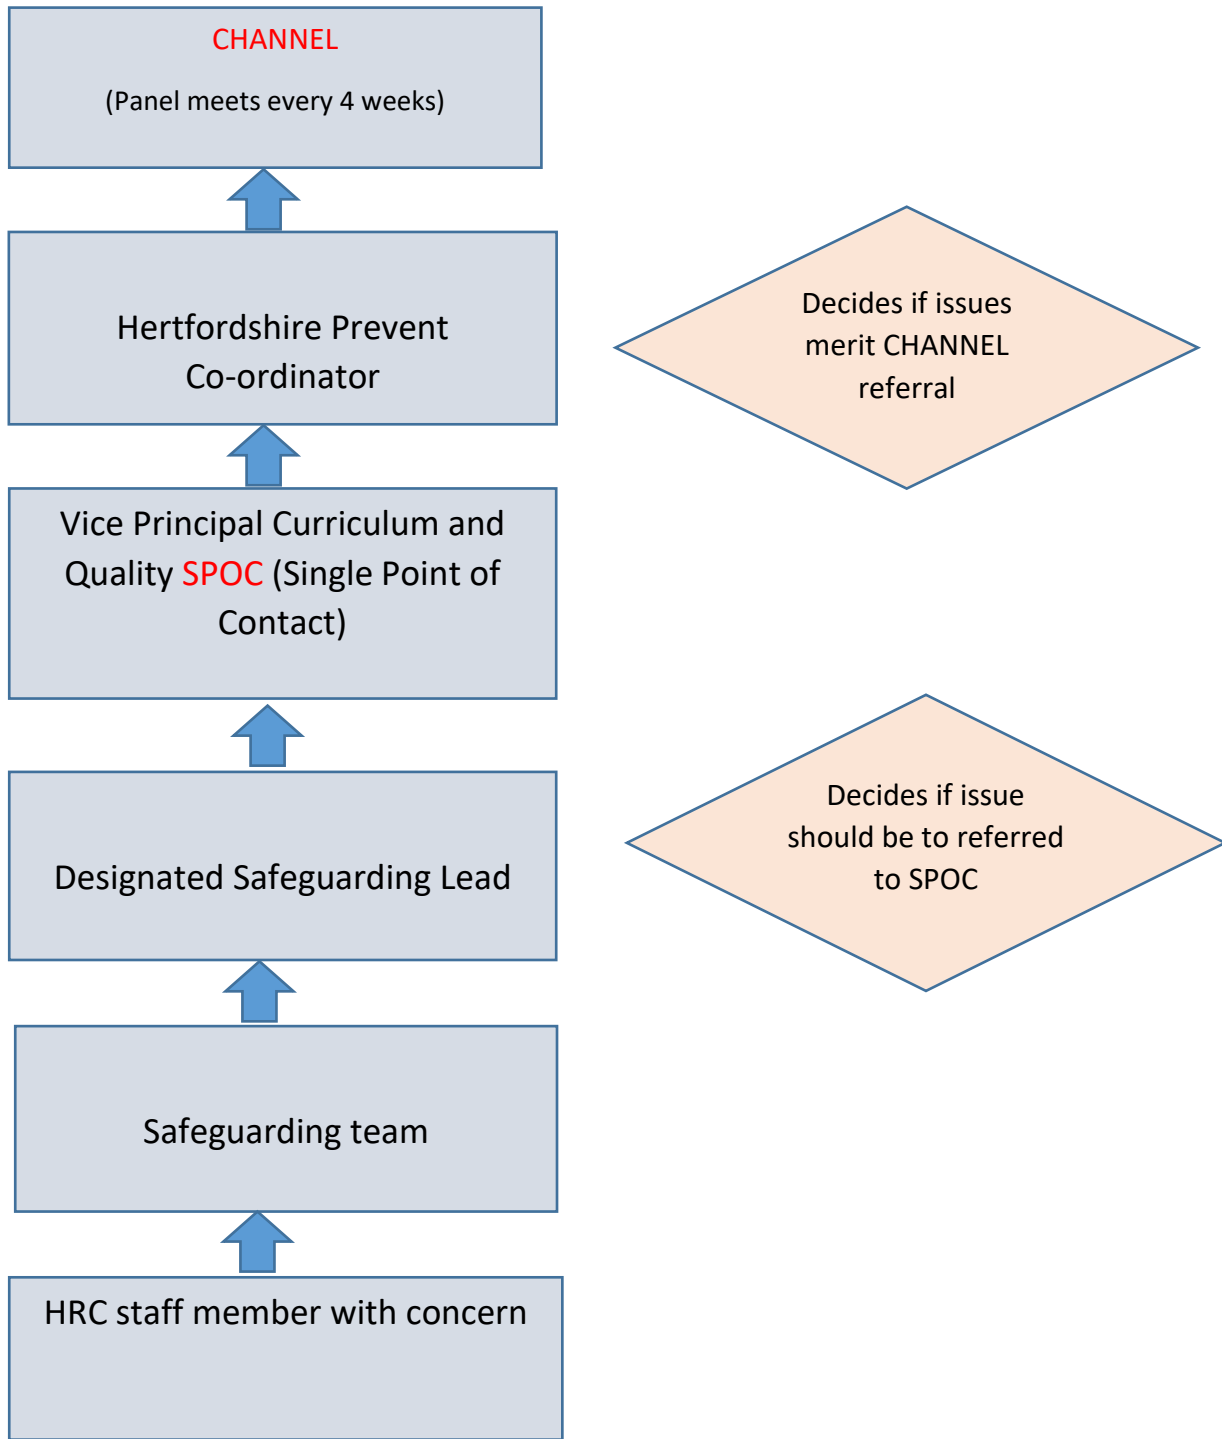 CHANNEL
(Panel meets every 4 weeks)
Hertfordshire Prevent
Co-ordinator
Decides if issues
merit CHANNEL
referral
Vice Principal Curriculum and
Quality SPOC (Single Point of
Contact)
Designated Safeguarding Lead
Decides if issue
should be to referred
to SPOC
Safeguarding team
HRC staff member with concern